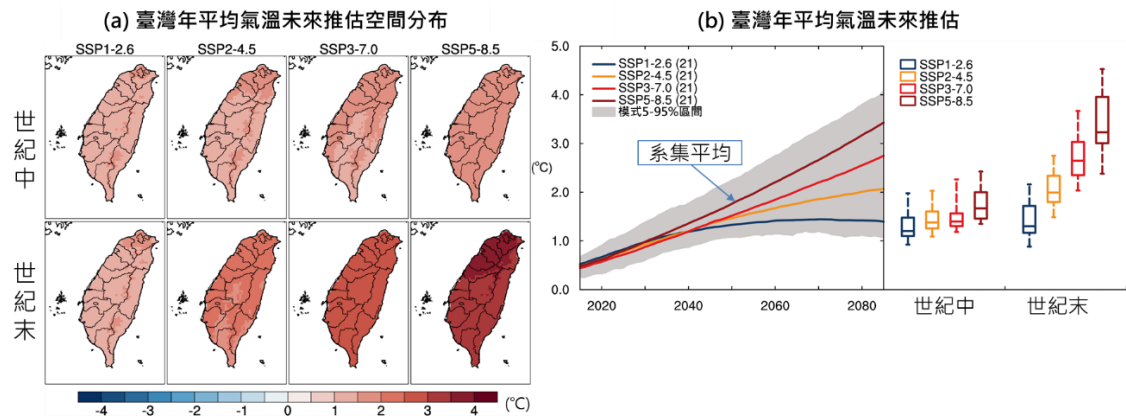 (a) 臺灣年平均氣溫未來推估空間分布
SSP1-2.6 SSP2-4.5 SSP3-7.0 SSP5-8.5
世紀中
世紀末
-4 -3 -2 -1 0 1 2 3 4 (°C)
(b) 臺灣年平均氣溫未來推估
5.0
4.0
3.0
2.0
1.0
0.0
(°C)
SSP1-2.6 (21)
SSP2-4.5 (21)
SSP3-7.0 (21)
SSP5-8.5 (21)
模式5-95%區間
系集平均
2020 2040 2060 2080
SSP1-2.6
SSP2-4.5
SSP3-7.0
SSP5-8.5
世紀中 世紀末